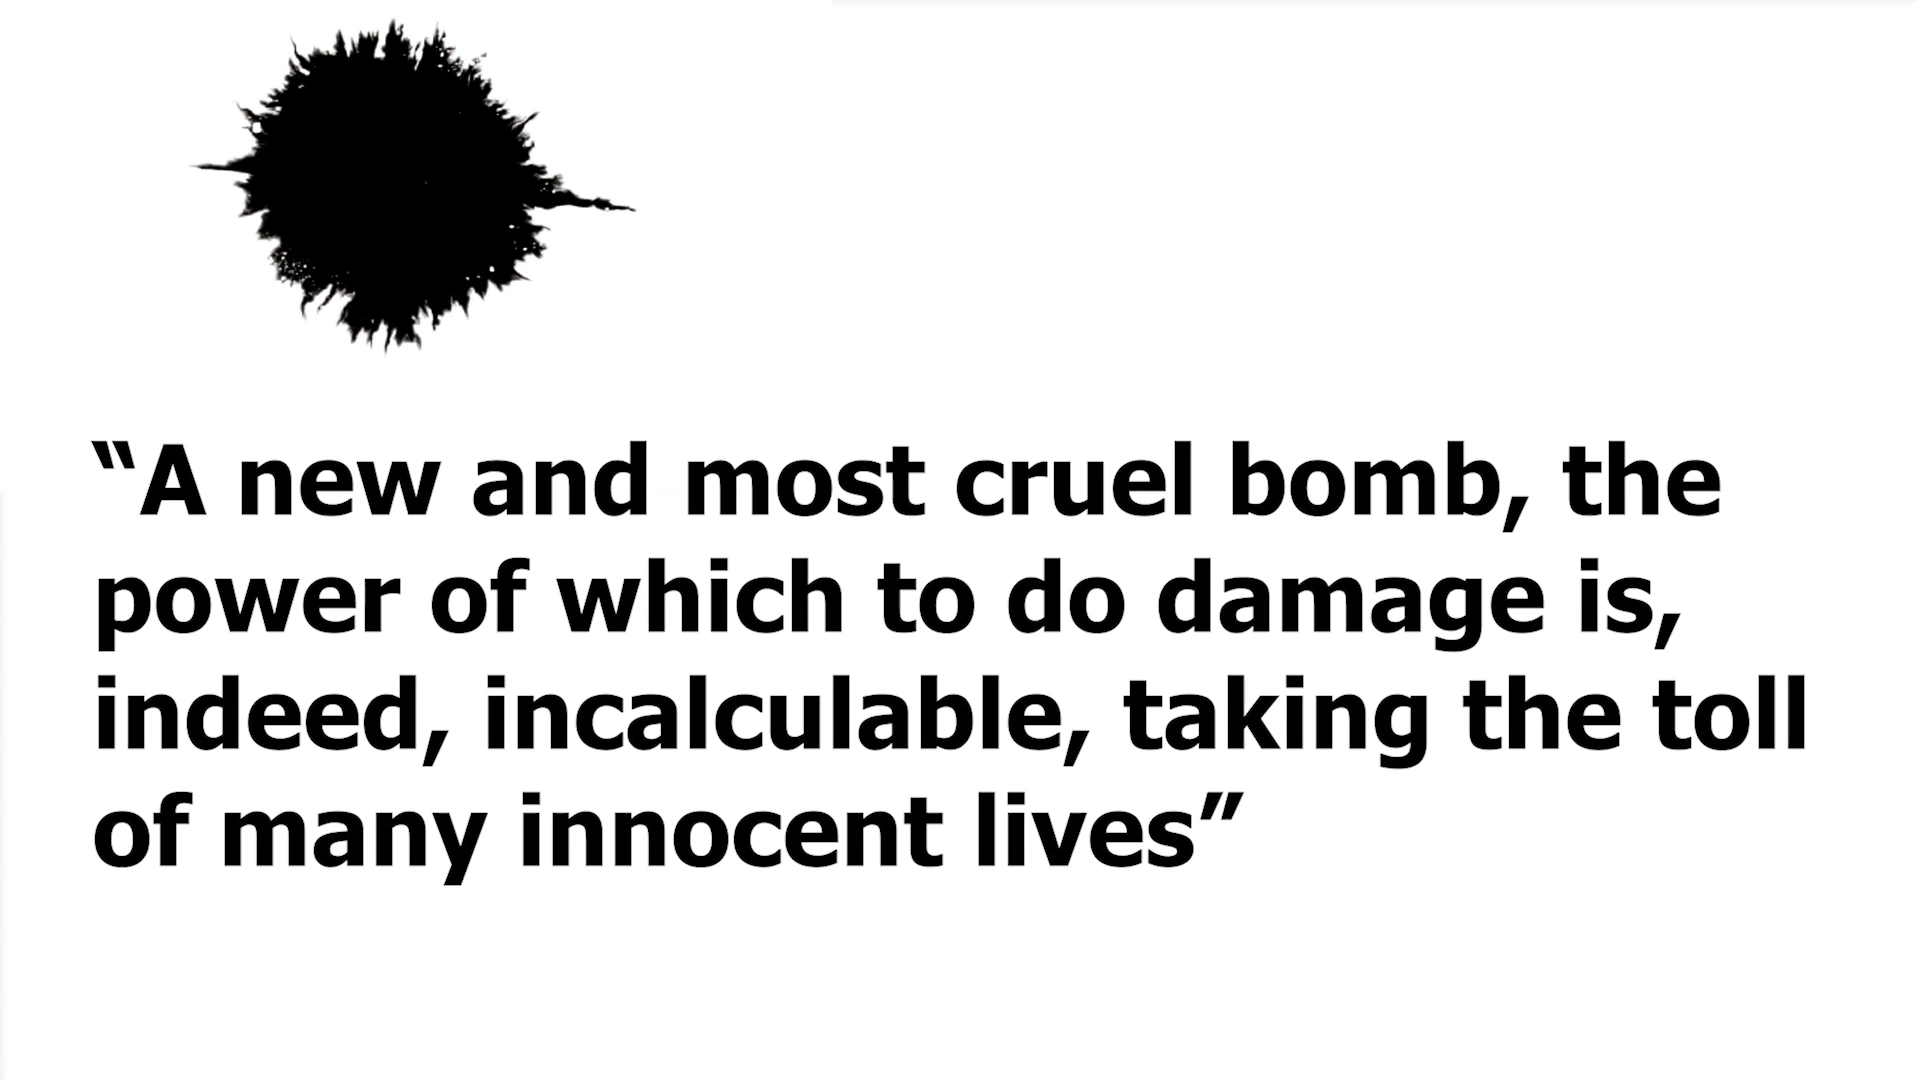 “A new and most cruel bomb, the
power of which to do damage is,
indeed, incalculable, taking the toll
of many innocent lives”